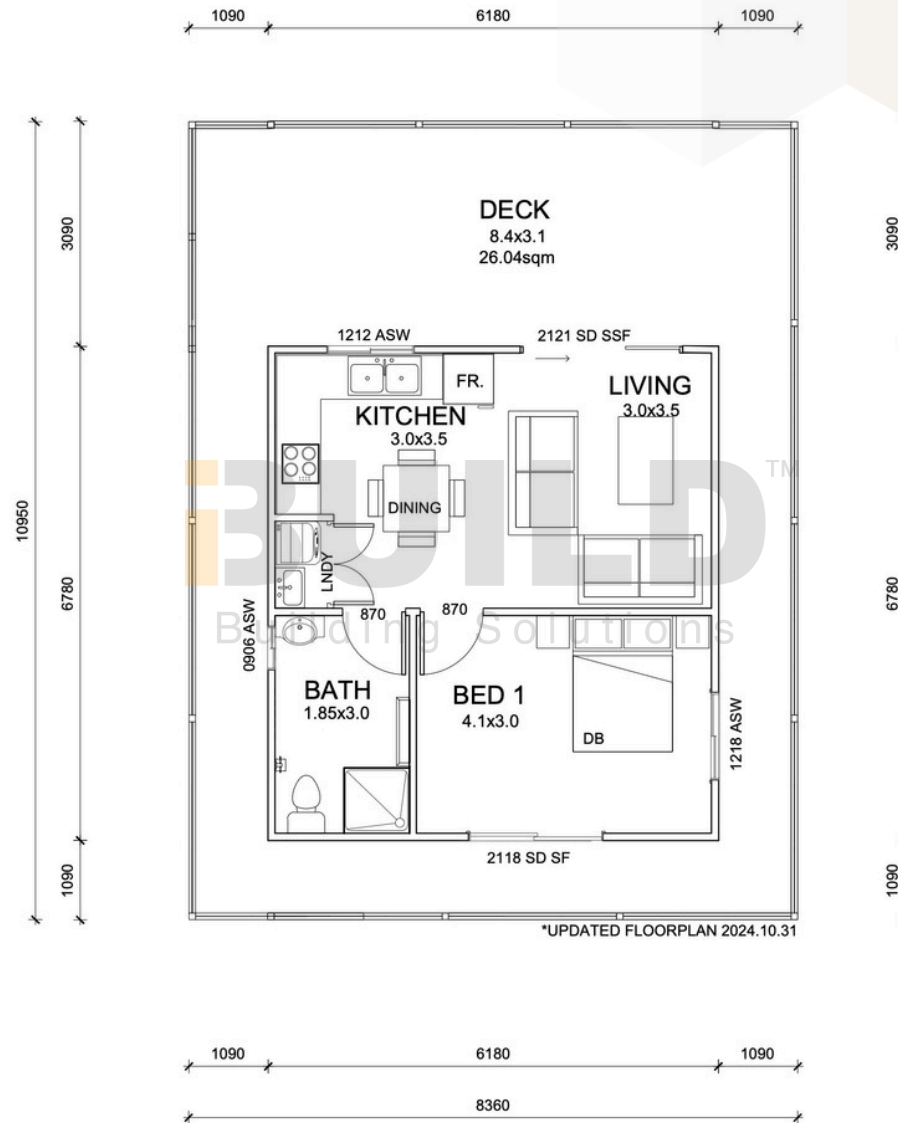 1090
6180
1090
3090
3090
10950
6780
6780
1090
1090
DECK
8.4x3.1
26.04sqm
1212 ASW
2121 SD SSF
FR.
LIVING
3.0x3.5
KITCHEN
3.0x3.5
DINING
LNDY
iBUILD™
Building Solutions
870
870
0906 ASW
BATH
1.85x3.0
BED 1
4.1x3.0
DB
1218 ASW
2118 SD SF
*UPDATED FLOORPLAN 2024.10.31
1090
6180
1090
8360